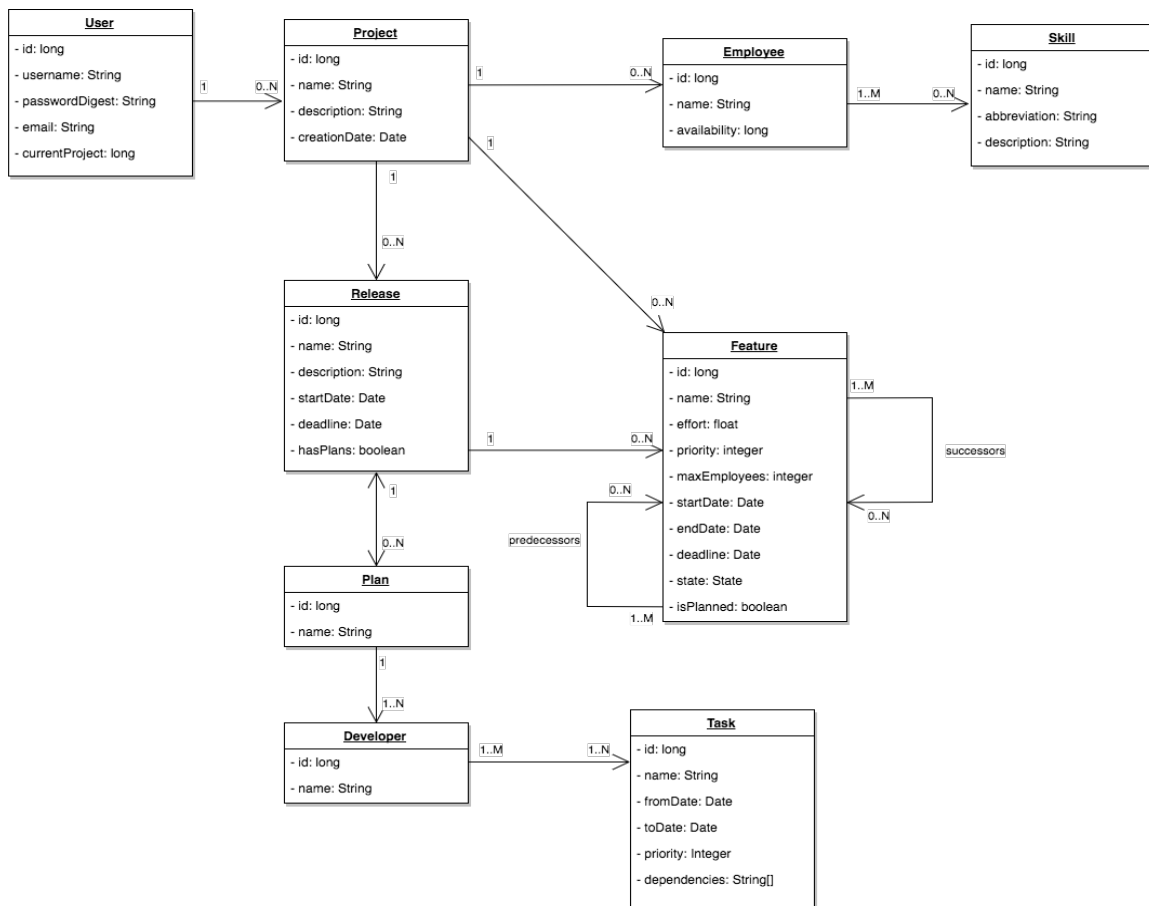 User
- id: long
- username: String
- passwordDigest: String
- email: String
- currentProject: long
1
0..N
Project
- id: long
- name: String
- description: String
- creationDate: Date
1
0..N
Employee
- id: long
- name: String
- availability: long
1..M
0..N
Skill
- id: long
- name: String
- abbreviation: String
- description: String
1
0..N
1
0..N
Release
- id: long
- name: String
- description: String
- startDate: Date
- deadline: Date
- hasPlans: boolean
1
0..N
Feature
- id: long
- name: String
- effort: float
- priority: integer
- maxEmployees: integer
- startDate: Date
- endDate: Date
- deadline: Date
- state: State
- isPlanned: boolean
1..M
successors
0..N
0..N
predecessors
1..M
1
0..N
Plan
- id: long
- name: String
1
1..N
Developer
- id: long
- name: String
1..M
1..N
Task
- id: long
- name: String
- fromDate: Date
- toDate: Date
- priority: Integer
- dependencies: String[]